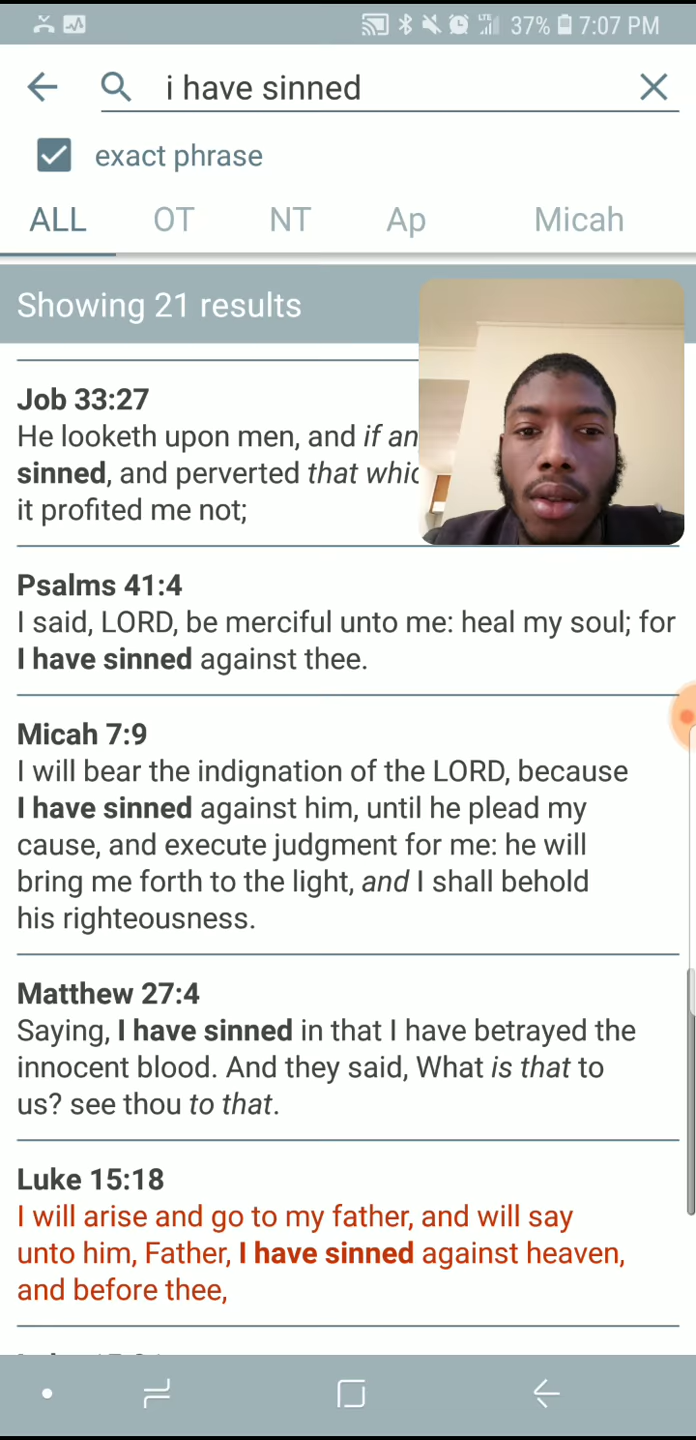 LTE 37% 7:07 PM
i have sinned
exact phrase
ALL OT NT Ap Micah
Showing 21 results
Job 33:27
He looketh upon men, and if an
sinned, and perverted that whic
it profited me not;
Psalms 41:4
I said, LORD, be merciful unto me: heal my soul; for
I have sinned against thee.
Micah 7:9
I will bear the indignation of the LORD, because
I have sinned against him, until he plead my
cause, and execute judgment for me: he will
bring me forth to the light, and I shall behold
his righteousness.
Matthew 27:4
Saying, I have sinned in that I have betrayed the
innocent blood. And they said, What is that to
us? see thou to that.
Luke 15:18
I will arise and go to my father, and will say
unto him, Father, I have sinned against heaven,
and before thee,